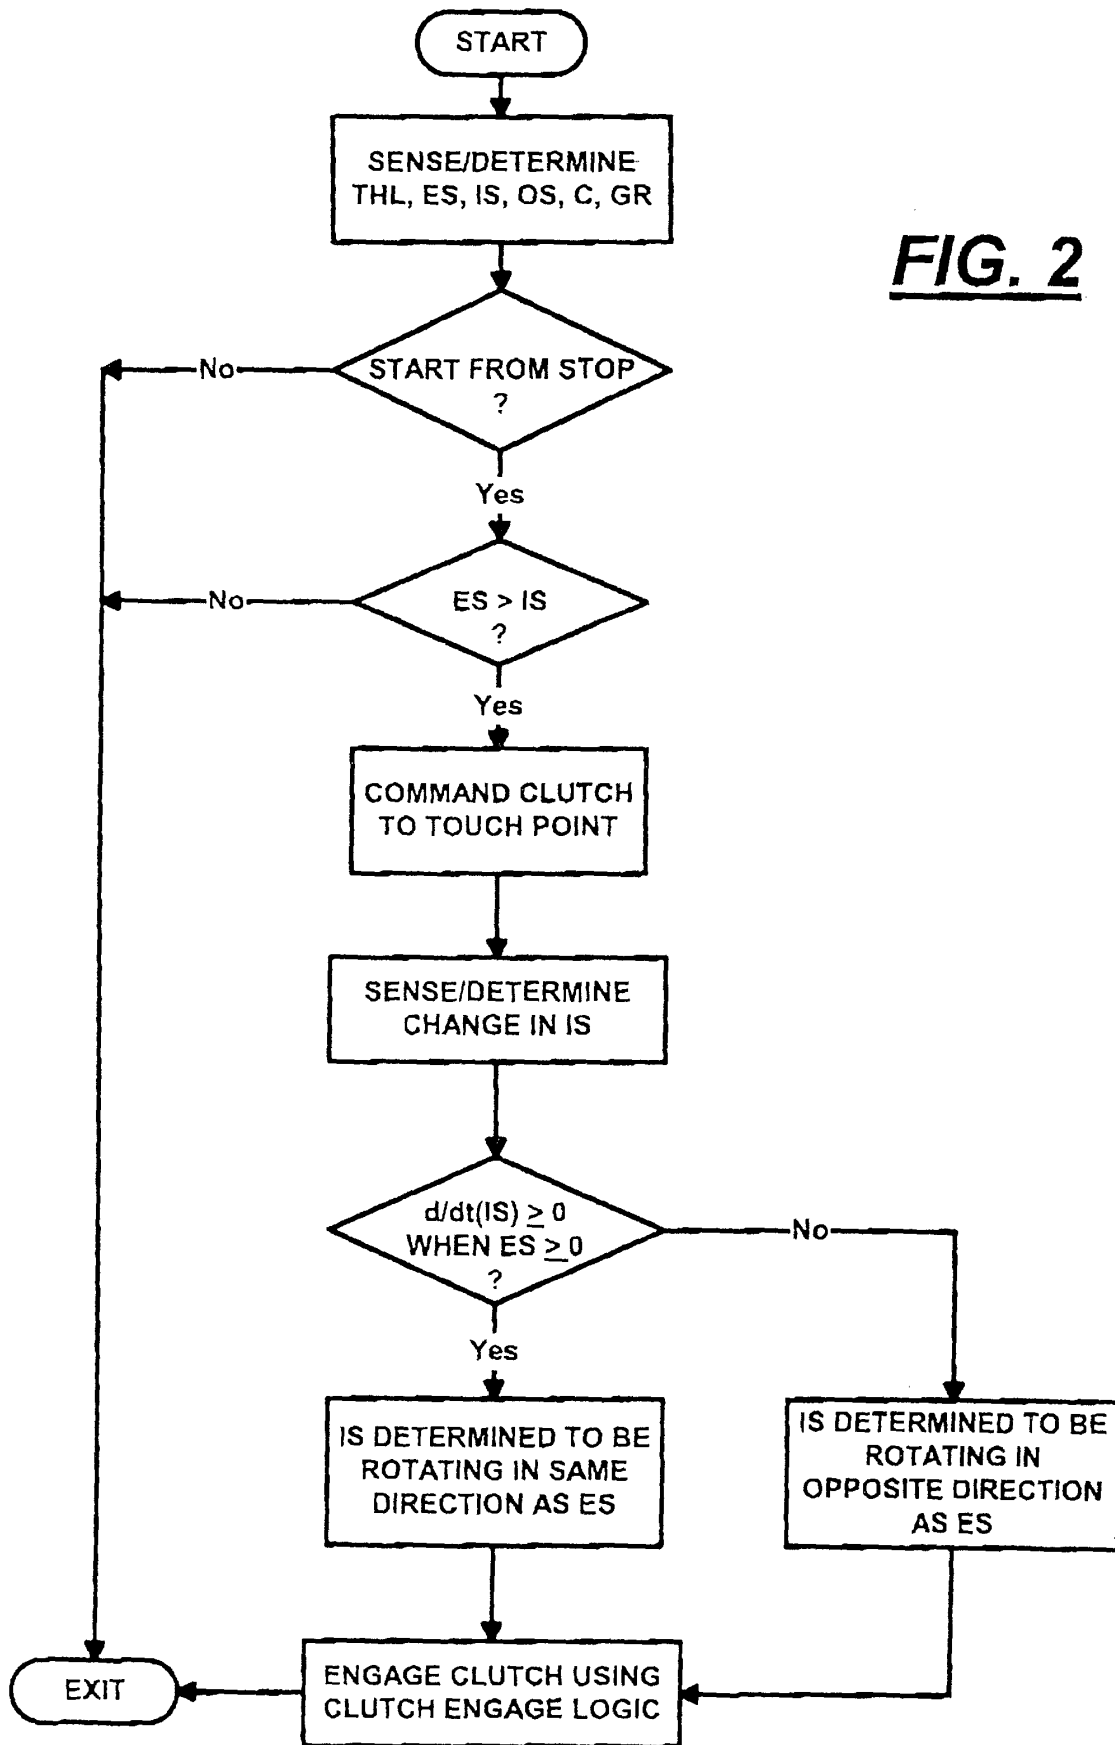 START
SENSE/DETERMINE
THL, ES, IS, OS, C, GR
FIG. 2
START FROM STOP
?
No
Yes
ES > IS
?
No
Yes
COMMAND CLUTCH
TO TOUCH POINT
SENSE/DETERMINE
CHANGE IN IS
d/dt(IS) ≥ 0
WHEN ES ≥ 0
?
No
Yes
IS DETERMINED TO BE
ROTATING IN SAME
DIRECTION AS ES
IS DETERMINED TO BE
ROTATING IN
OPPOSITE DIRECTION
AS ES
ENGAGE CLUTCH USING
CLUTCH ENGAGE LOGIC
EXIT